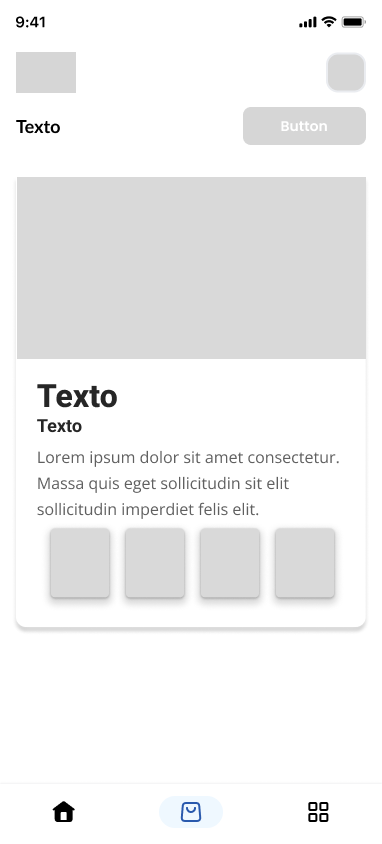 9:41
Texto
Button
Texto
Texto
Lorem ipsum dolor sit amet consectetur.
Massa quis eget sollicitudin sit elit
sollicitudin imperdiet felis elit.